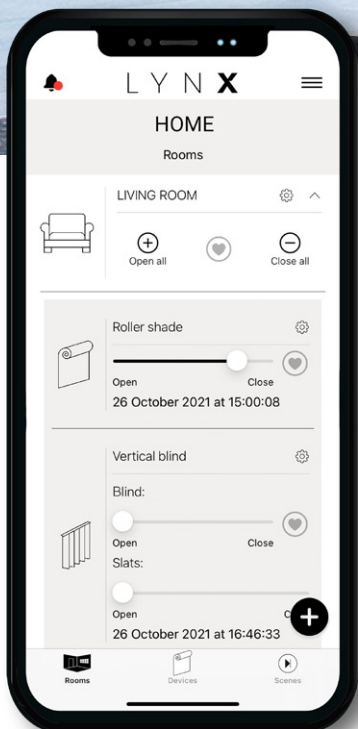 LYNX
HOME
Rooms
LIVING ROOM
Open all
Close all
Roller shade
Open Close
26 October 2021 at 15:00:08
Vertical blind
Blind:
Open Close
Slats:
Open
26 October 2021 at 16:46:33
Rooms Devices Scenes